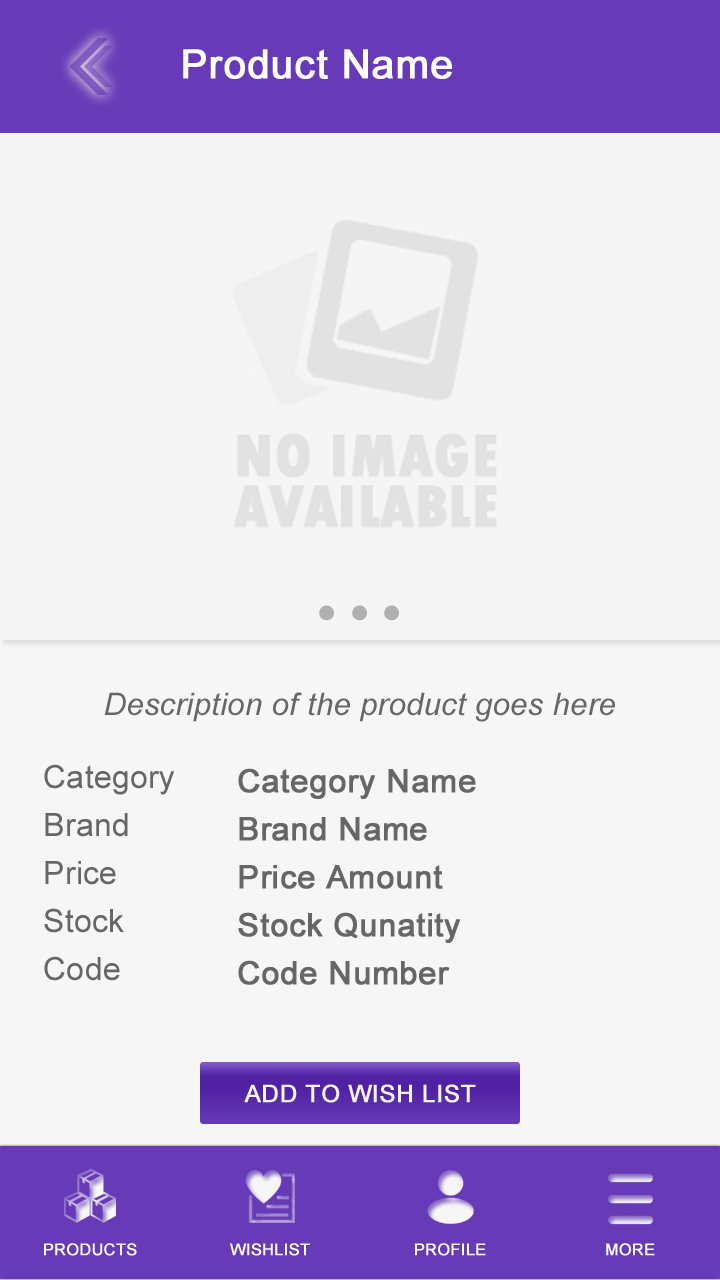 Product Name
NO IMAGE
AVAILABLE
Description of the product goes here
Category Category Name
Brand Brand Name
Price Price Amount
Stock Stock Qunatity
Code Code Number
ADD TO WISH LIST
PRODUCTS WISHLIST PROFILE MORE